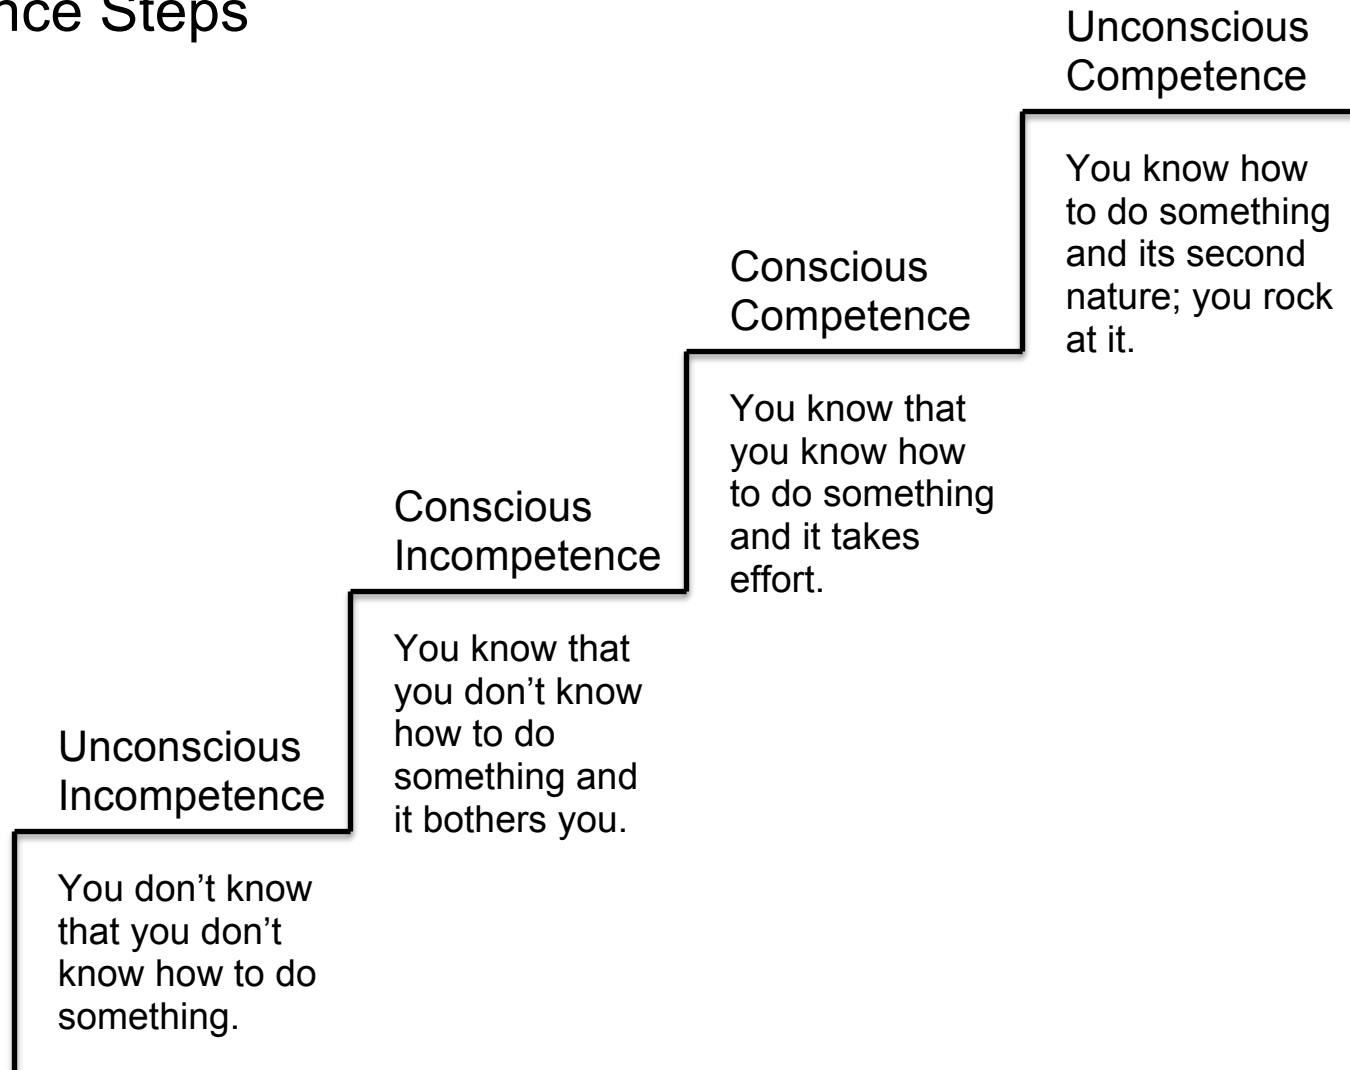 Steps
Unconscious
Competence
You know how
to do something
and its second
nature; you rock
at it.
Conscious
Competence
You know that
you know how
to do something
and it takes
effort.
Conscious
Incompetence
You know that
you don’t know
how to do
something and
it bothers you.
Unconscious
Incompetence
You don’t know
that you don’t
know how to do
something.